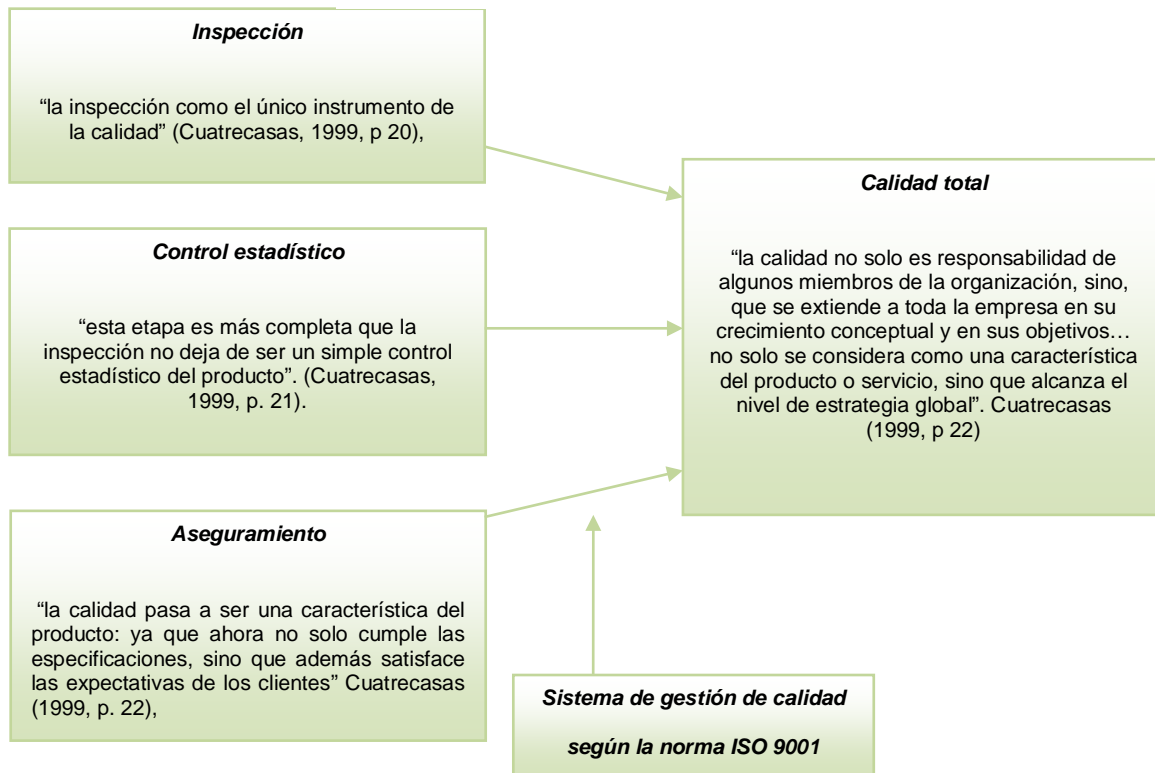 Inspección
“la inspección como el único instrumento de
la calidad” (Cuatrecasas, 1999, p 20),
Control estadístico
“esta etapa es más completa que la
inspección no deja de ser un simple control
estadístico del producto”. (Cuatrecasas,
1999, p. 21).
Aseguramiento
“la calidad pasa a ser una característica del
producto: ya que ahora no solo cumple las
especificaciones, sino que además satisface
las expectativas de los clientes” Cuatrecasas
(1999, p. 22),
Calidad total
“la calidad no solo es responsabilidad de
algunos miembros de la organización, sino,
que se extiende a toda la empresa en su
crecimiento conceptual y en sus objetivos…
no solo se considera como una característica
del producto o servicio, sino que alcanza el
nivel de estrategia global”. Cuatrecasas
(1999, p 22)
Sistema de gestión de calidad
según la norma ISO 9001